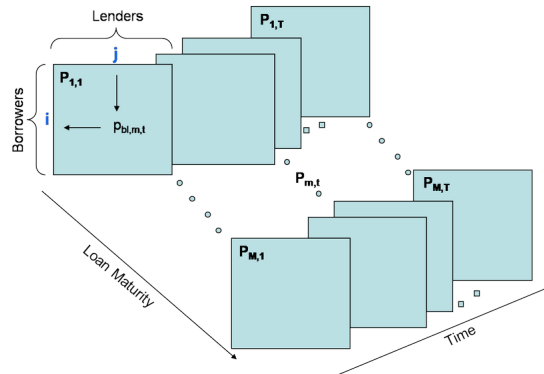 Lenders
j
Borrowers
i
P1,1
pbl,m,t
P1,T
Pm,t
PM,T
PM,1
Loan Maturity
Time